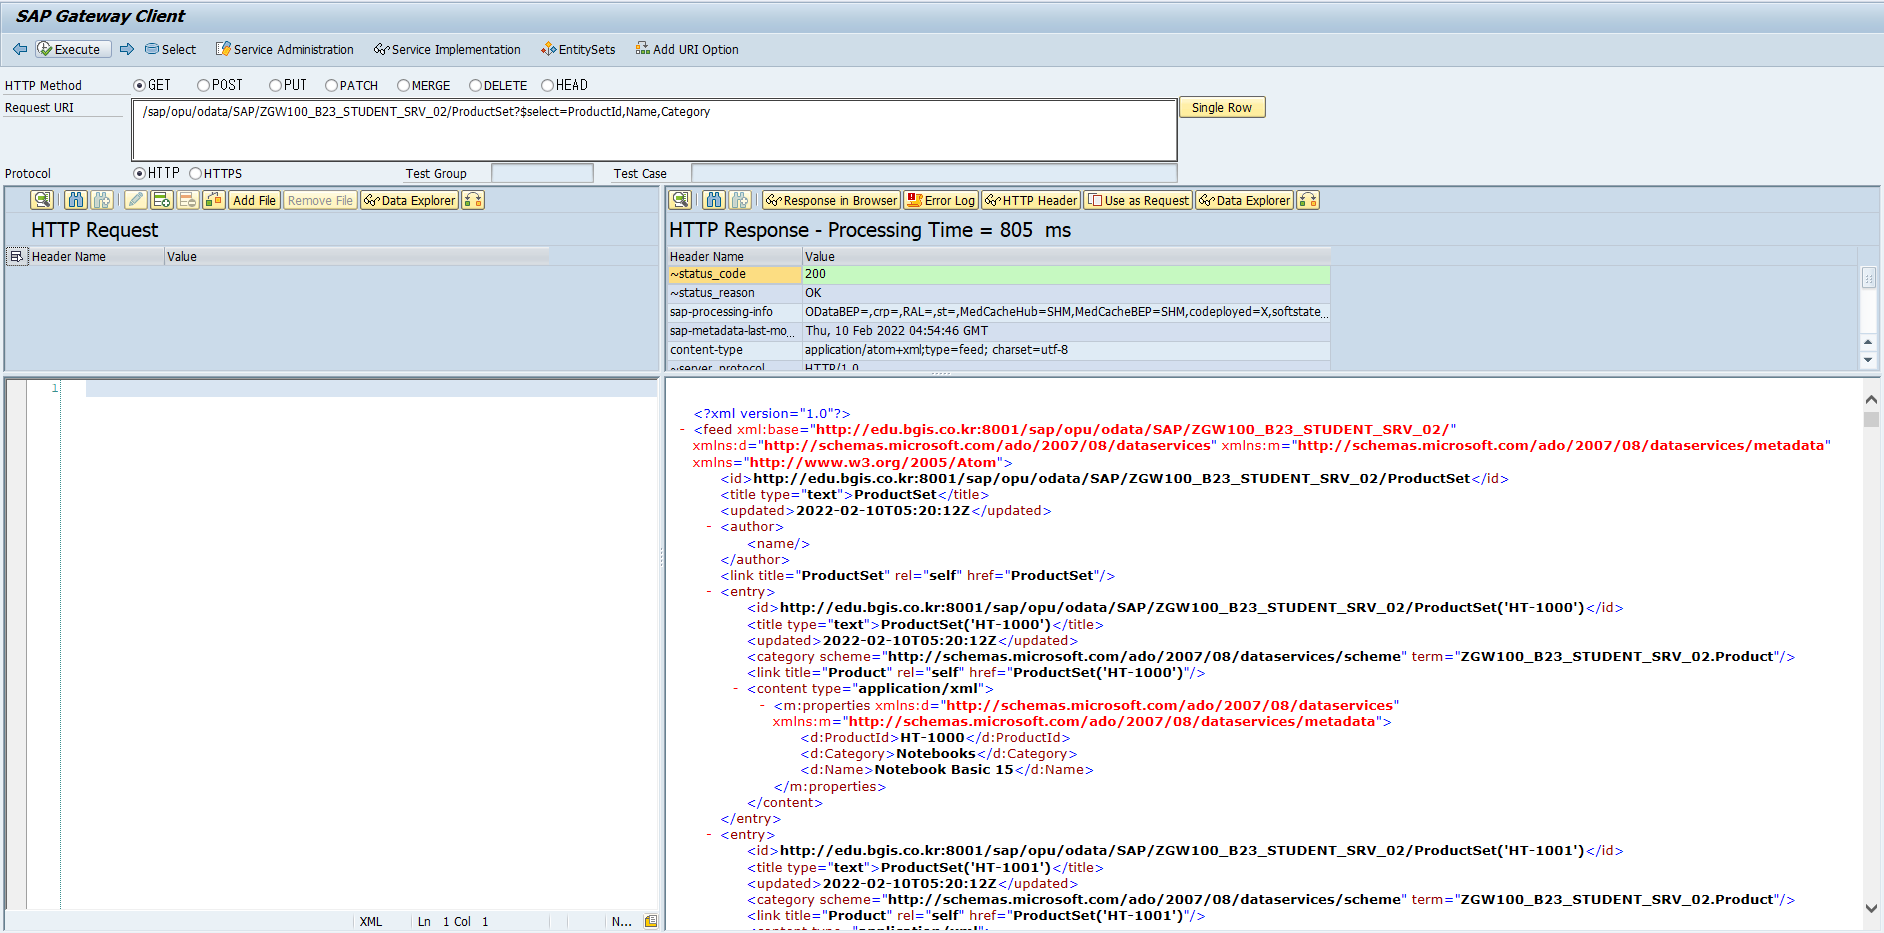 SAP Gateway Client
Execute Select Service Administration Service Implementation EntitySets Add URI Option
HTTP Method GET POST PUT PATCH MERGE DELETE HEAD
Request URI /sap/opu/odata/SAP/ZGW100_B23_STUDENT_SRV_02/ProductSet?$select=ProductId,Name,Category Single Row
Protocol HTTP HTTPS Test Group Test Case
Add File Remove File Data Explorer
HTTP Request
Header Name Value
Response in Browser Error Log HTTP Header Use as Request Data Explorer
HTTP Response - Processing Time = 805 ms
Header Name Value
~status_code 200
~status_reason OK
sap-processing-info ODataBEP=,crp=,RAL=,st=,MedCacheHub=SHM,MedCacheBEP=SHM,codeployed=X,softstate...
sap-metadata-last-mo... Thu, 10 Feb 2022 04:54:46 GMT
content-type application/atom+xml;type=feed; charset=utf-8
~server_protocol HTTP/1.0
1
XML Ln 1 Col 1 N...
<?xml version="1.0"?>
- <feed xml:base="http://edu.bgis.co.kr:8001/sap/opu/odata/SAP/ZGW100_B23_STUDENT_SRV_02/"
xmlns:d="http://schemas.microsoft.com/ado/2007/08/dataservices" xmlns:m="http://schemas.microsoft.com/ado/2007/08/dataservices/metadata"
xmlns="http://www.w3.org/2005/Atom">
<id>http://edu.bgis.co.kr:8001/sap/opu/odata/SAP/ZGW100_B23_STUDENT_SRV_02/ProductSet</id>
<title type="text">ProductSet</title>
<updated>2022-02-10T05:20:12Z</updated>
- <author>
<name/>
</author>
<link title="ProductSet" rel="self" href="ProductSet"/>
- <entry>
<id>http://edu.bgis.co.kr:8001/sap/opu/odata/SAP/ZGW100_B23_STUDENT_SRV_02/ProductSet('HT-1000')</id>
<title type="text">ProductSet('HT-1000')</title>
<updated>2022-02-10T05:20:12Z</updated>
<category scheme="http://schemas.microsoft.com/ado/2007/08/dataservices/scheme" term="ZGW100_B23_STUDENT_SRV_02.Product"/>
<link title="Product" rel="self" href="ProductSet('HT-1000')"/>
- <content type="application/xml">
- <m:properties xmlns:d="http://schemas.microsoft.com/ado/2007/08/dataservices"
xmlns:m="http://schemas.microsoft.com/ado/2007/08/dataservices/metadata">
<d:ProductId>HT-1000</d:ProductId>
<d:Category>Notebooks</d:Category>
<d:Name>Notebook Basic 15</d:Name>
</m:properties>
</content>
</entry>
- <entry>
<id>http://edu.bgis.co.kr:8001/sap/opu/odata/SAP/ZGW100_B23_STUDENT_SRV_02/ProductSet('HT-1001')</id>
<title type="text">ProductSet('HT-1001')</title>
<updated>2022-02-10T05:20:12Z</updated>
<category scheme="http://schemas.microsoft.com/ado/2007/08/dataservices/scheme" term="ZGW100_B23_STUDENT_SRV_02.Product"/>
<link title="Product" rel="self" href="ProductSet('HT-1001')"/>
<content type="application/xml">